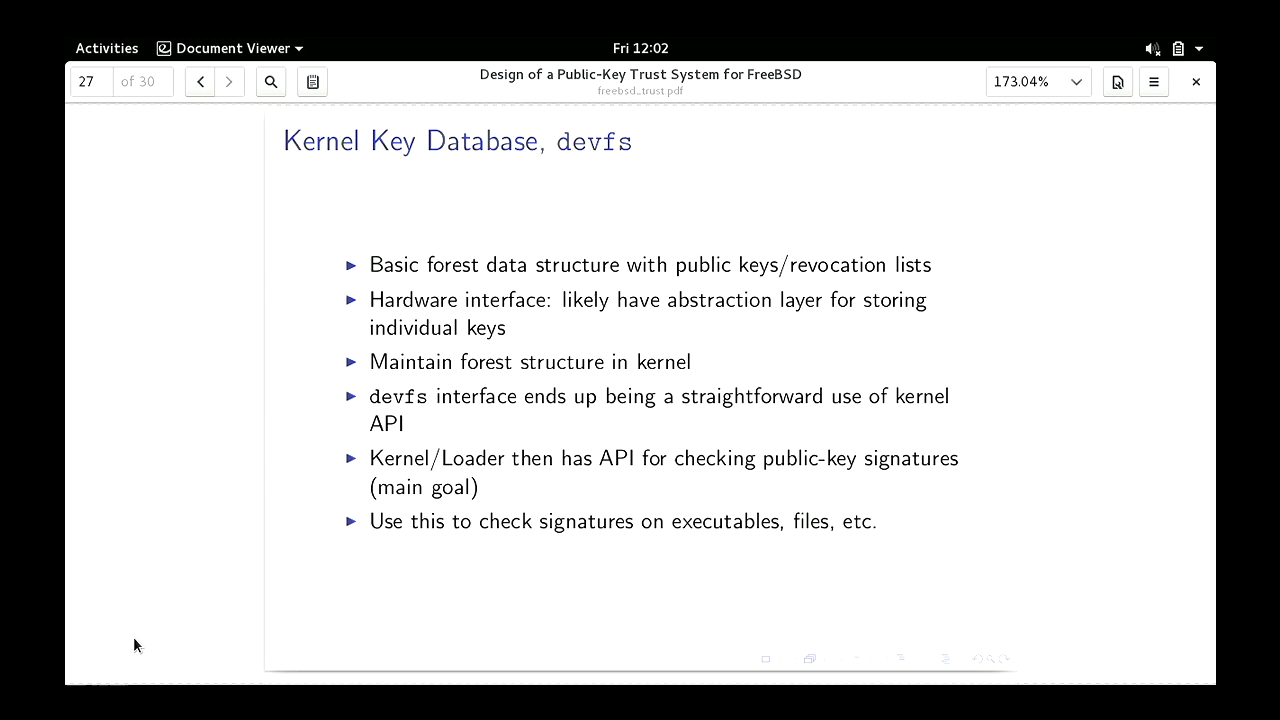 Activities Document Viewer Fri 12:02
27 of 30 Design of a Public-Key Trust System for FreeBSD 173.04%
freebsd_trust.pdf
Kernel Key Database, devfs
Basic forest data structure with public keys/revocation lists
Hardware interface: likely have abstraction layer for storing
individual keys
Maintain forest structure in kernel
devfs interface ends up being a straightforward use of kernel
API
Kernel/Loader then has API for checking public-key signatures
(main goal)
Use this to check signatures on executables, files, etc.